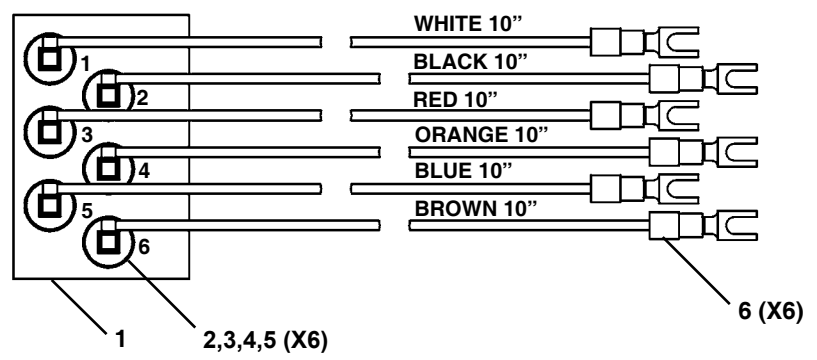 WHITE 10”
1
BLACK 10”
2
RED 10”
3
ORANGE 10”
4
BLUE 10”
5
BROWN 10”
6
6 (X6)
1
2,3,4,5 (X6)